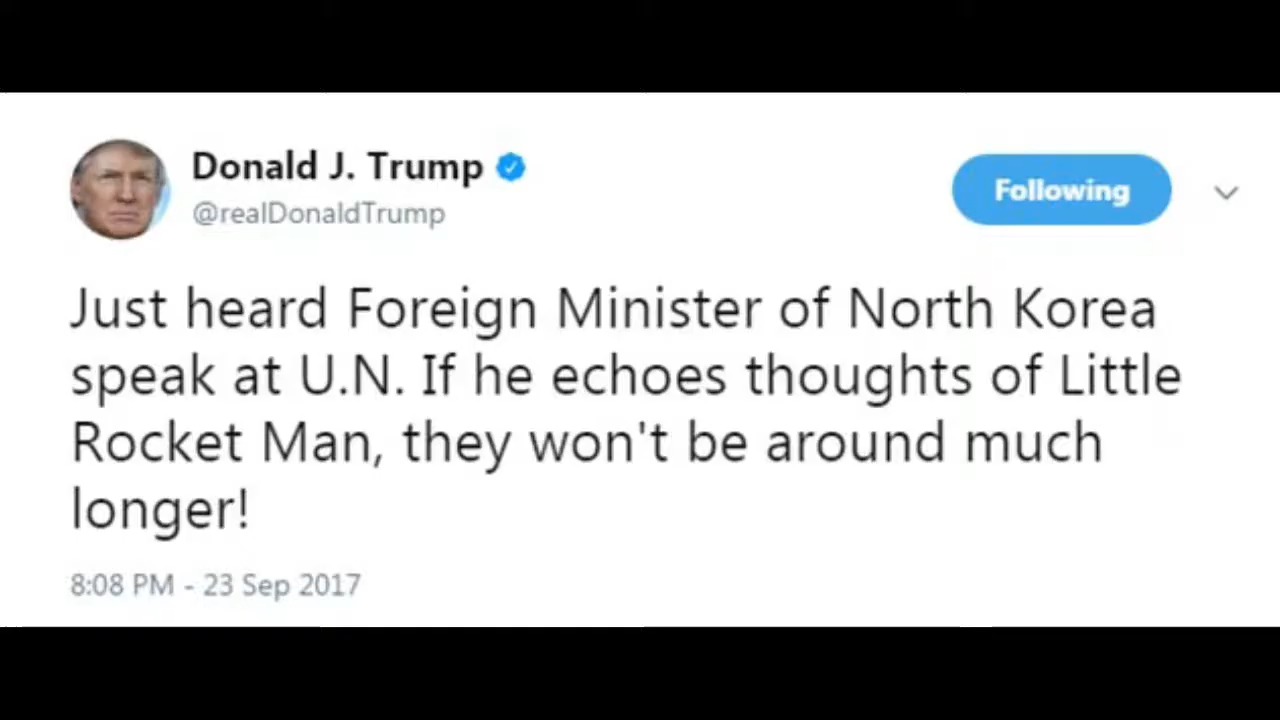 Donald J. Trump
@realDonaldTrump
Following
Just heard Foreign Minister of North Korea
speak at U.N. If he echoes thoughts of Little
Rocket Man, they won't be around much
longer!
8:08 PM - 23 Sep 2017